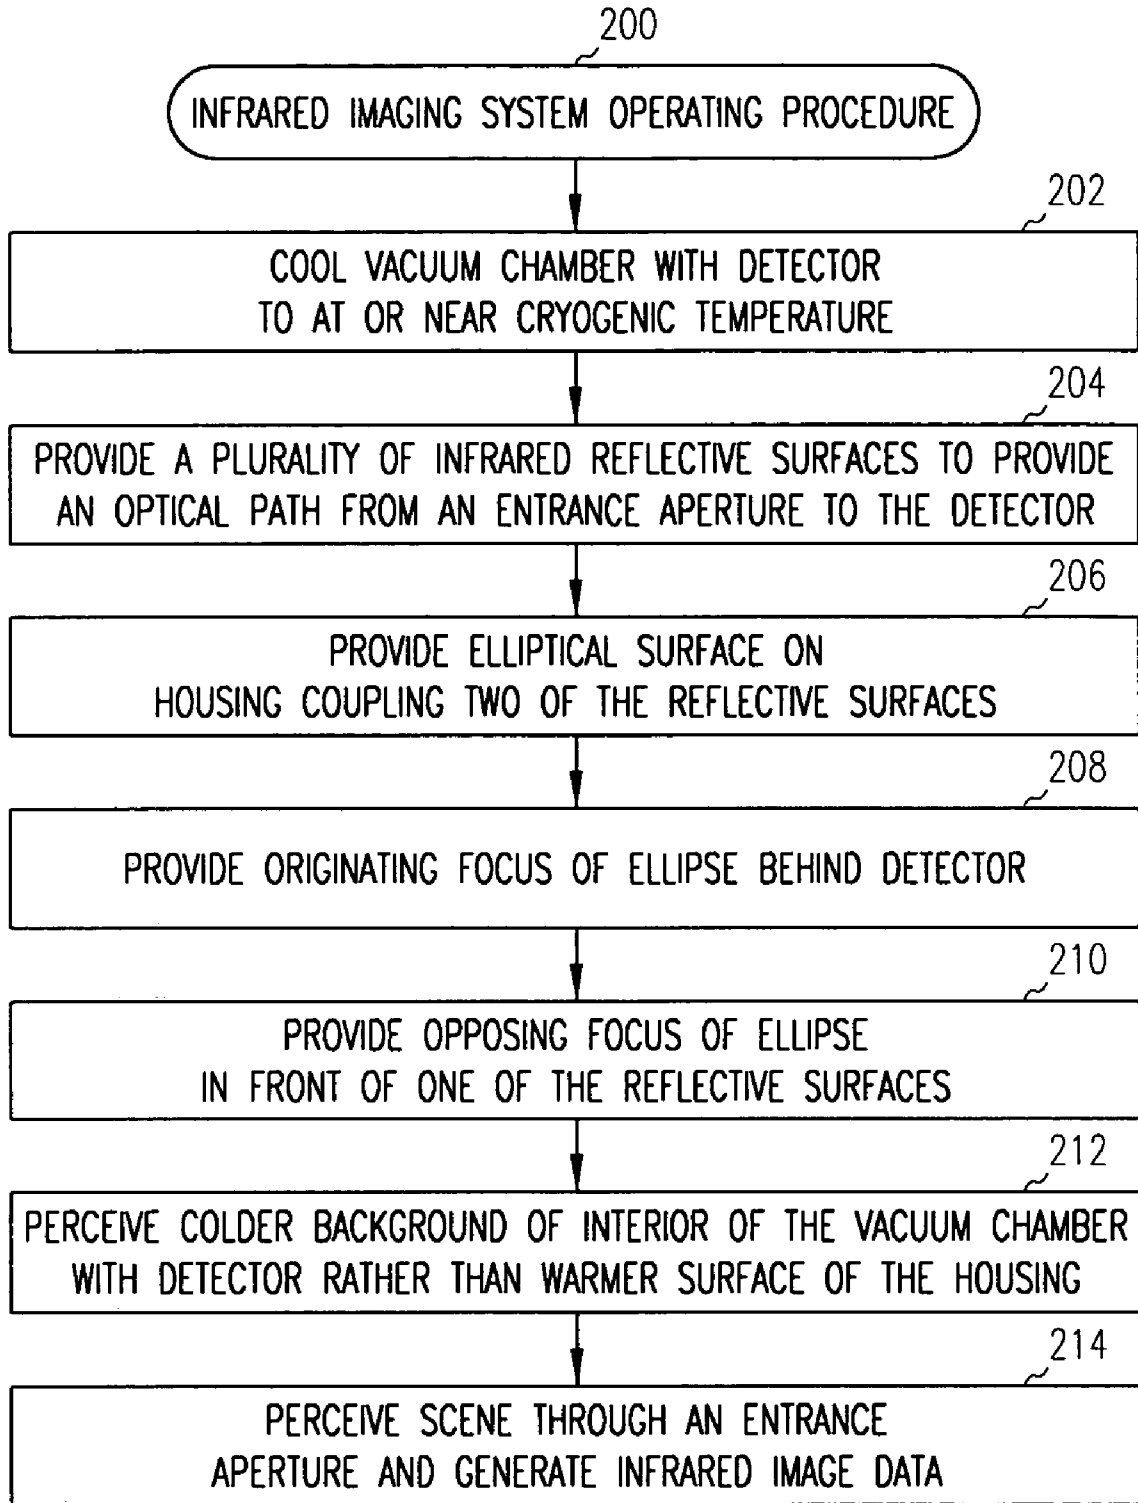 200
INFRARED IMAGING SYSTEM OPERATING PROCEDURE
202
COOL VACUUM CHAMBER WITH DETECTOR
TO AT OR NEAR CRYOGENIC TEMPERATURE
204
PROVIDE A PLURALITY OF INFRARED REFLECTIVE SURFACES TO PROVIDE
AN OPTICAL PATH FROM AN ENTRANCE APERTURE TO THE DETECTOR
206
PROVIDE ELLIPTICAL SURFACE ON
HOUSING COUPLING TWO OF THE REFLECTIVE SURFACES
208
PROVIDE ORIGINATING FOCUS OF ELLIPSE BEHIND DETECTOR
210
PROVIDE OPPOSING FOCUS OF ELLIPSE
IN FRONT OF ONE OF THE REFLECTIVE SURFACES
212
PERCEIVE COLDER BACKGROUND OF INTERIOR OF THE VACUUM CHAMBER
WITH DETECTOR RATHER THAN WARMER SURFACE OF THE HOUSING
214
PERCEIVE SCENE THROUGH AN ENTRANCE
APERTURE AND GENERATE INFRARED IMAGE DATA